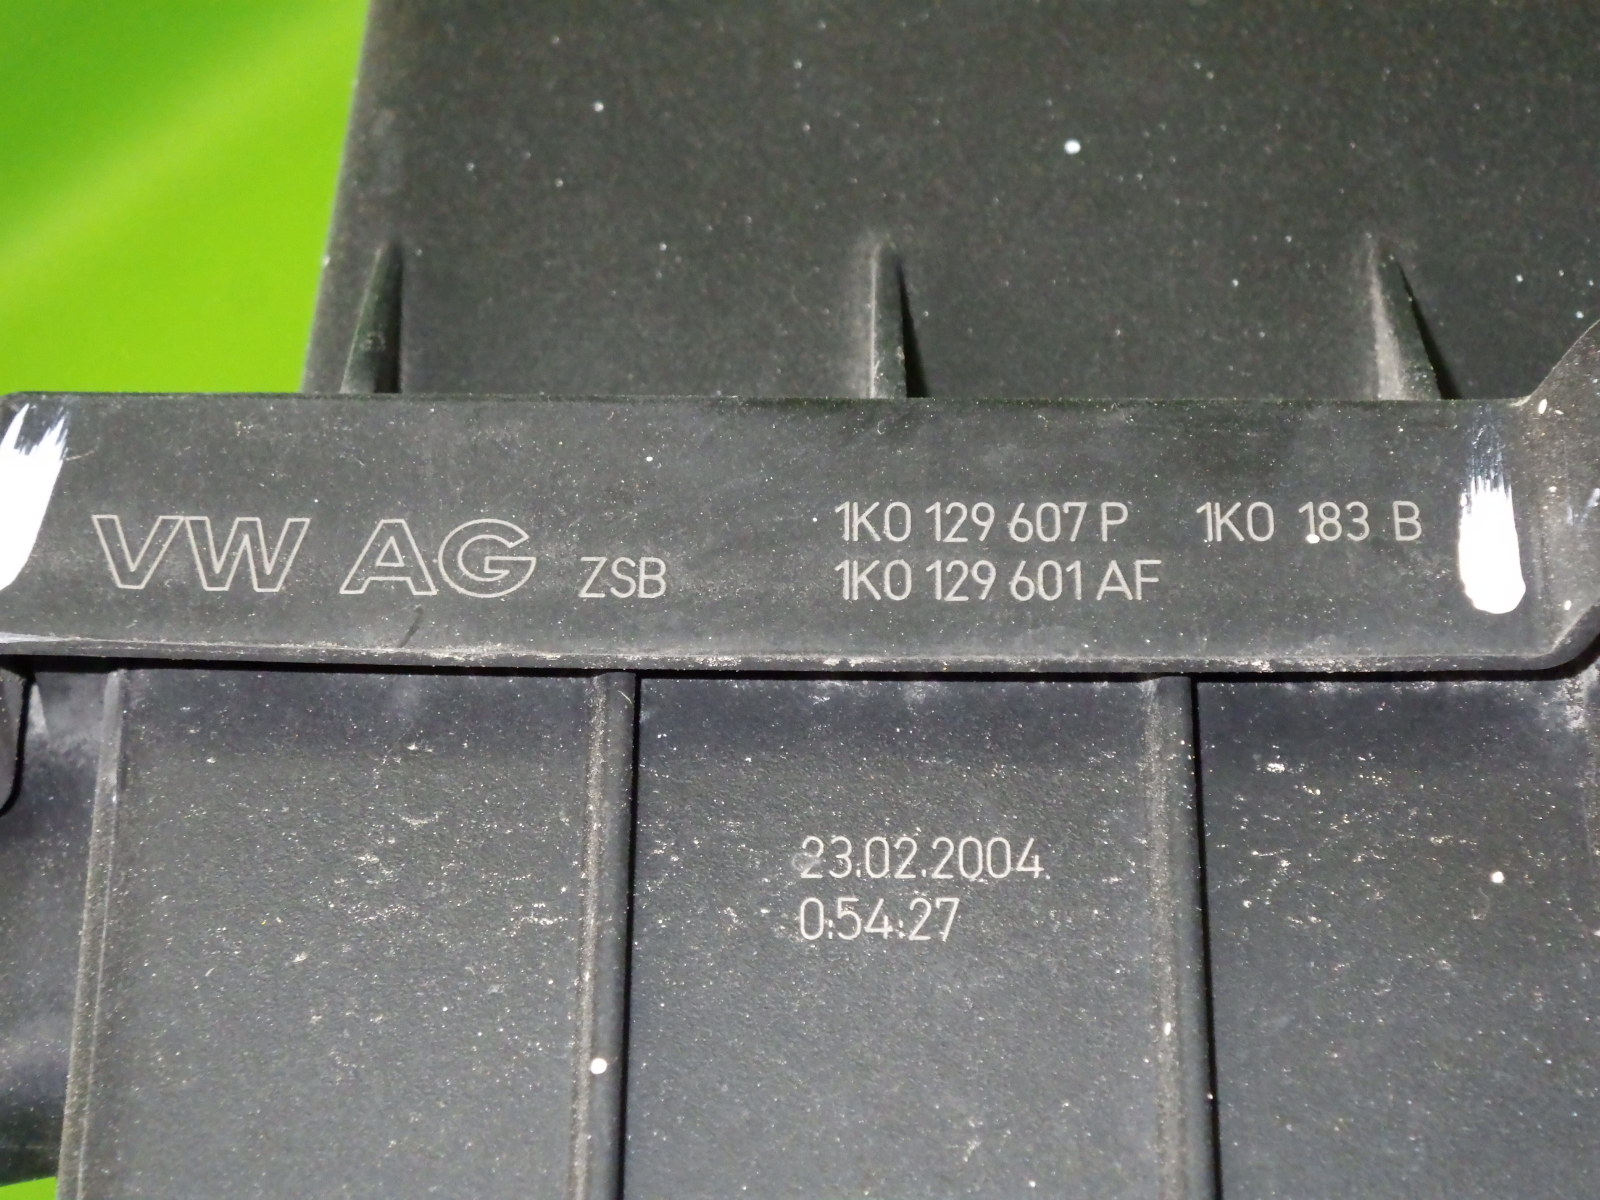 VW AG ZSB 1K0 129 607 P 1K0 183 B
1K0 129 601 AF
23.02.2004
0:54:27